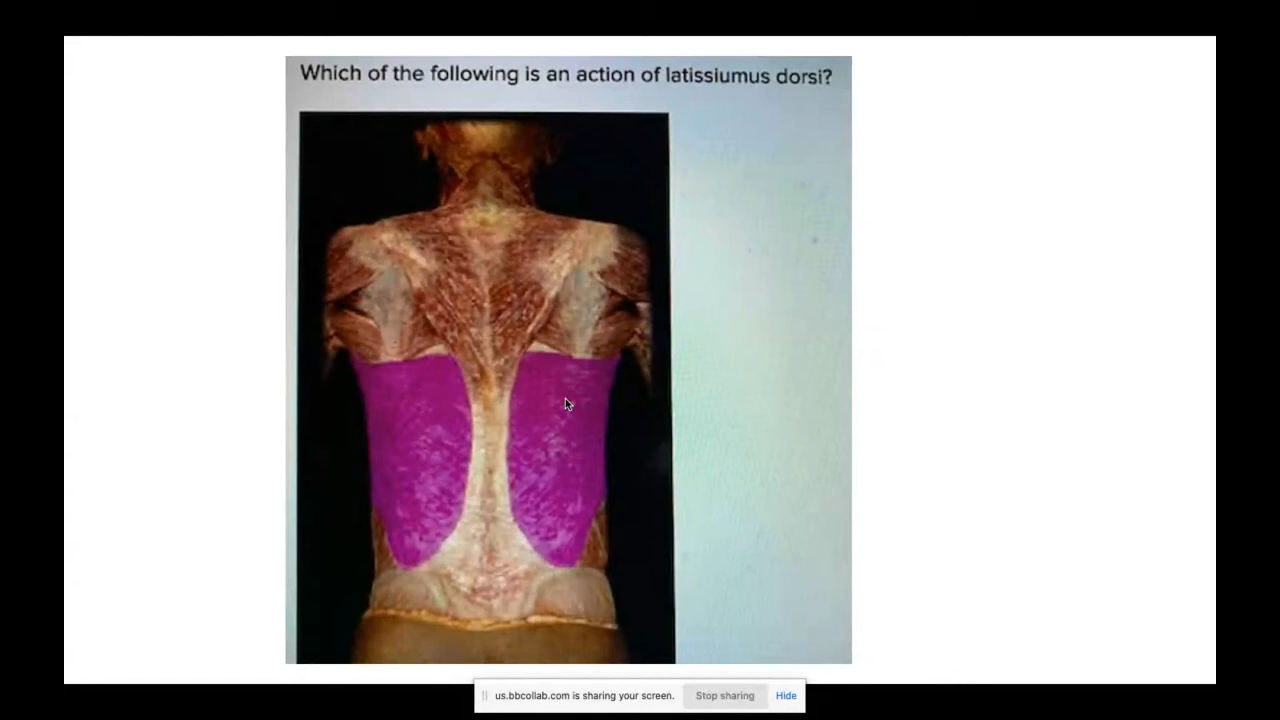 Which of the following is an action of latissiumus dorsi?
us.bbcollab.com is sharing your screen.
Stop sharing
Hide